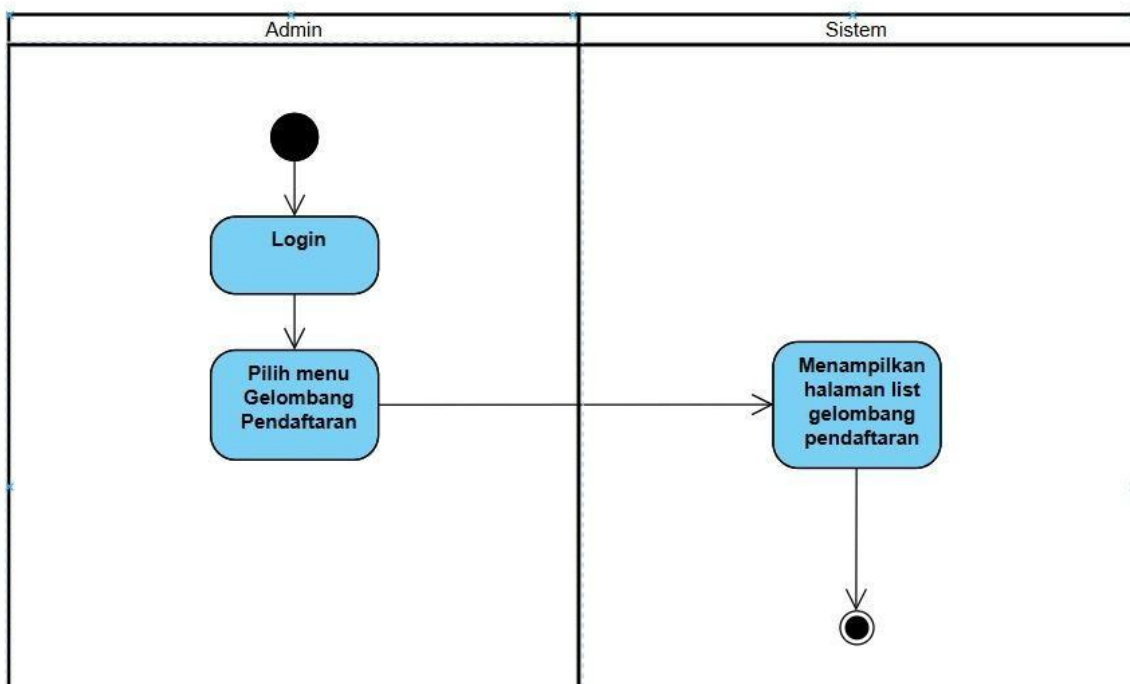 Admin
Sistem
Login
Pilih menu
Gelombang
Pendaftaran
Menampilkan
halaman list
gelombang
pendaftaran